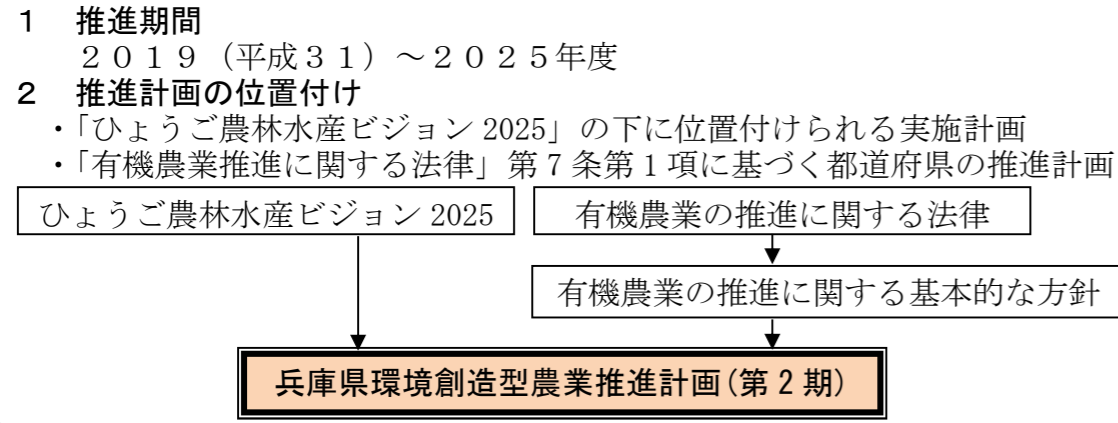 １　推進期間
２０１９（平成３１）～２０２５年度
２　推進計画の位置付け
・「ひょうご農林水産ビジョン 2025」の下に位置付けられる実施計画
・「有機農業推進に関する法律」第７条第１項に基づく都道府県の推進計画
ひょうご農林水産ビジョン 2025
有機農業の推進に関する法律
有機農業の推進に関する基本的な方針
兵庫県環境創造型農業推進計画(第２期)